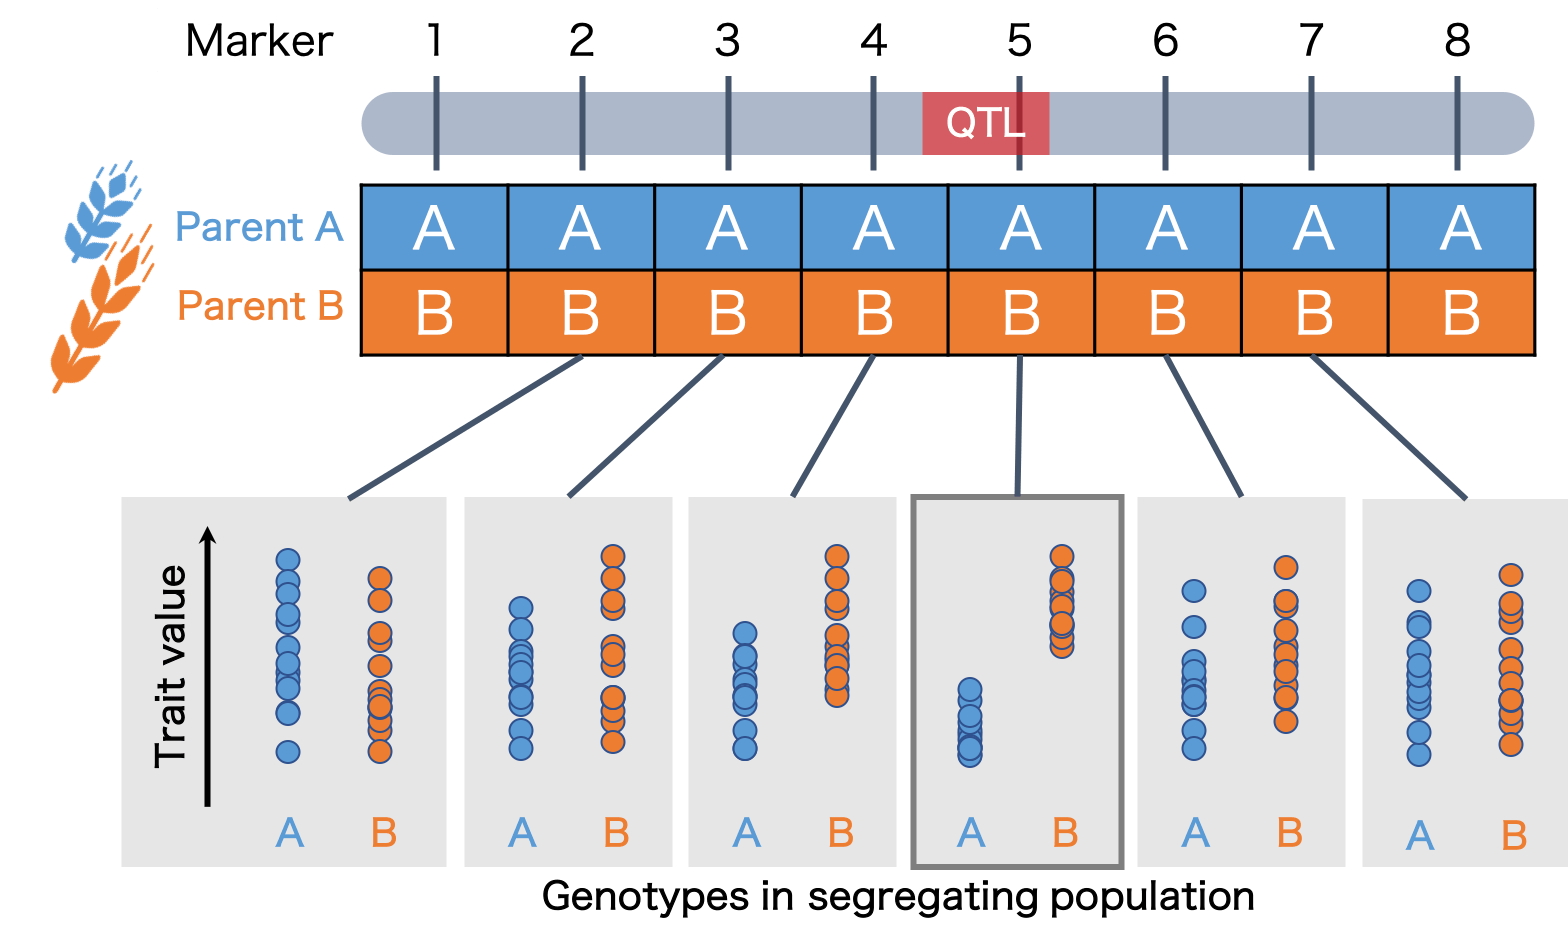 Marker 1 2 3 4 5 6 7 8
QTL
Parent A A A A A A A A A
Parent B B B B B B B B B
Trait value
A B A B A B A B A B A B
Genotypes in segregating population